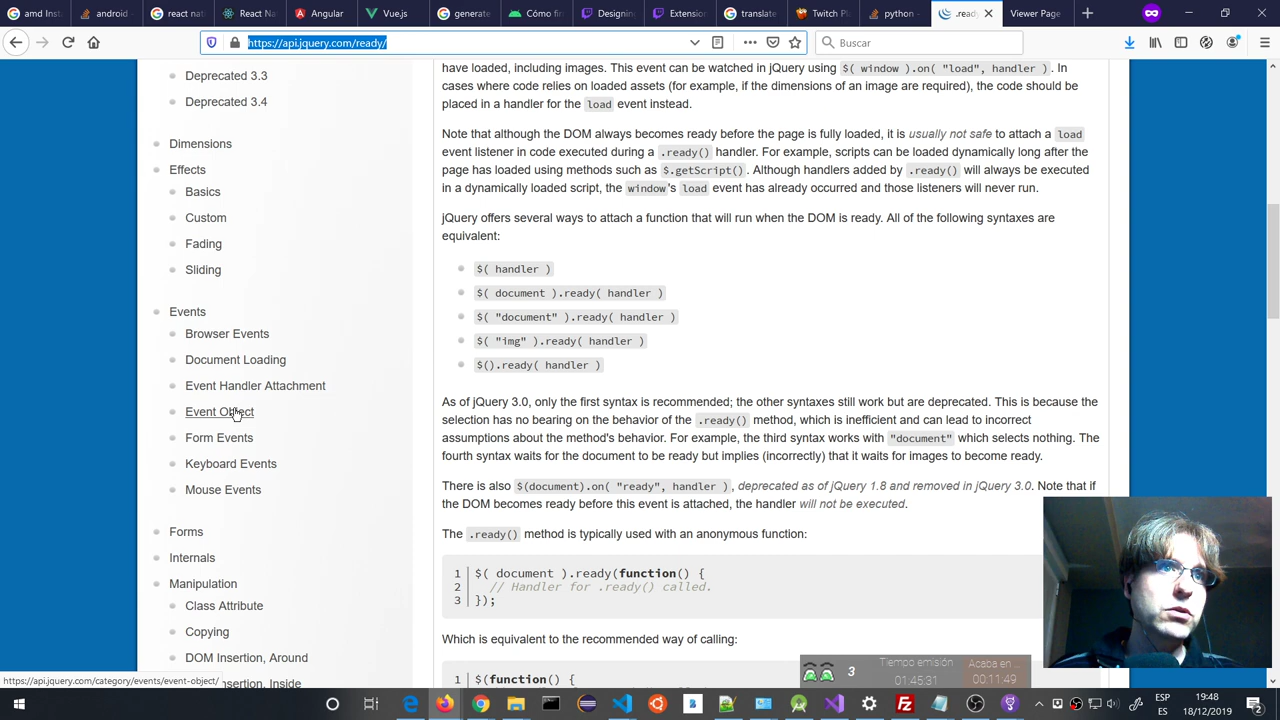 amd Inst
android -
react nati
React Na
Angular
Vue.js
generate
Cómo fir
Designin
Extensio
translate
Twitch Pl
python -
.ready
Viewer Page
https://api.jquery.com/ready/
Buscar
Deprecated 3.3
Deprecated 3.4
Dimensions
Effects
Basics
Custom
Fading
Sliding
Events
Browser Events
Document Loading
Event Handler Attachment
Event Object
Form Events
Keyboard Events
Mouse Events
Forms
Internals
Manipulation
Class Attribute
Copying
DOM Insertion, Around
nsertion, Inside
https://api.jquery.com/category/events/event-object/
have loaded, including images. This event can be watched in jQuery using $( window ).on( "load", handler ). In
cases where code relies on loaded assets (for example, if the dimensions of an image are required), the code should be
placed in a handler for the load event instead.
Note that although the DOM always becomes ready before the page is fully loaded, it is usually not safe to attach a load
event listener in code executed during a .ready() handler. For example, scripts can be loaded dynamically long after the
page has loaded using methods such as $.getScript(). Although handlers added by .ready() will always be executed
in a dynamically loaded script, the window's load event has already occurred and those listeners will never run.
jQuery offers several ways to attach a function that will run when the DOM is ready. All of the following syntaxes are
equivalent:
$( handler )
$( document ).ready( handler )
$( "document" ).ready( handler )
$( "img" ).ready( handler )
$().ready( handler )
As of jQuery 3.0, only the first syntax is recommended; the other syntaxes still work but are deprecated. This is because the
selection has no bearing on the behavior of the .ready() method, which is inefficient and can lead to incorrect
assumptions about the method's behavior. For example, the third syntax works with "document" which selects nothing. The
fourth syntax waits for the document to be ready but implies (incorrectly) that it waits for images to become ready.
There is also $(document).on( "ready", handler ), deprecated as of jQuery 1.8 and removed in jQuery 3.0. Note that if
the DOM becomes ready before this event is attached, the handler will not be executed.
The .ready() method is typically used with an anonymous function:
1 $( document ).ready(function() {
2 // Handler for .ready() called.
3 });
Which is equivalent to the recommended way of calling:
1 $(function() {
3
Tiempo emisión
01:45:31
Acaba en
00:11:49
ESP
ES
19:48
18/12/2019
2